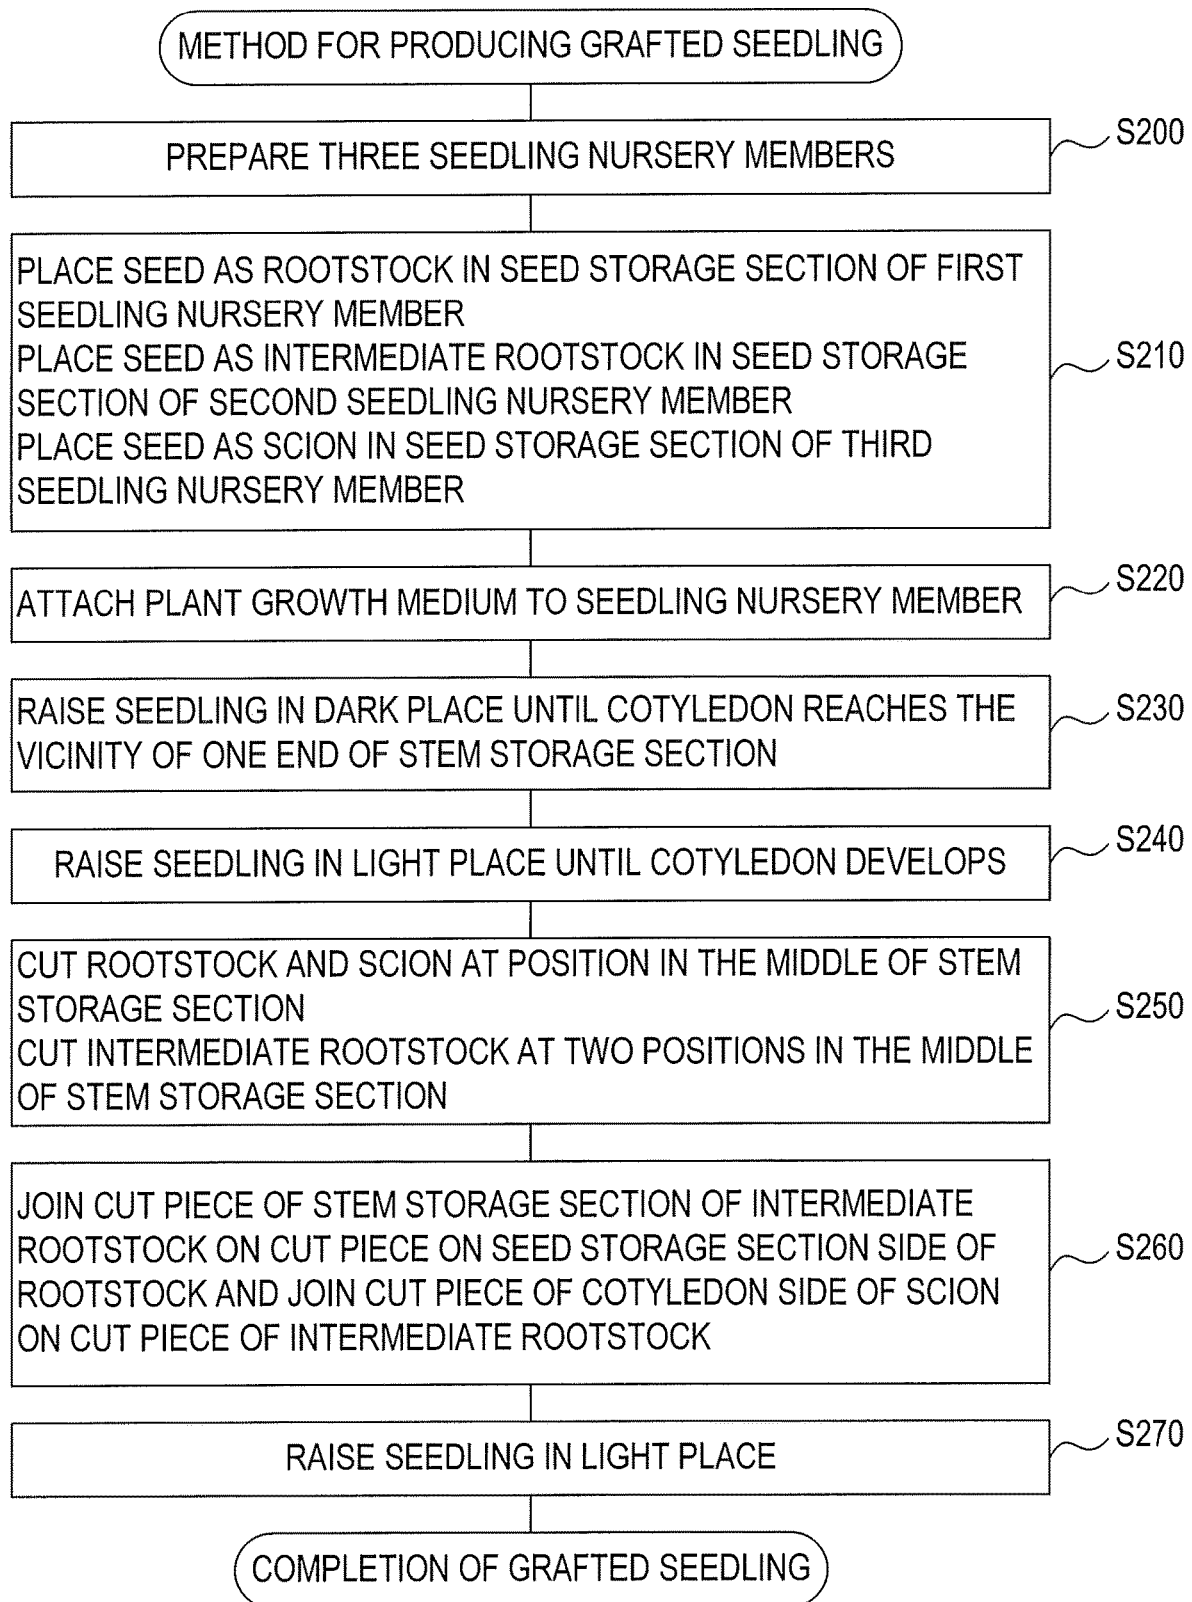 METHOD FOR PRODUCING GRAFTED SEEDLING
PREPARE THREE SEEDLING NURSERY MEMBERS
S200
PLACE SEED AS ROOTSTOCK IN SEED STORAGE SECTION OF FIRST
SEEDLING NURSERY MEMBER
PLACE SEED AS INTERMEDIATE ROOTSTOCK IN SEED STORAGE
SECTION OF SECOND SEEDLING NURSERY MEMBER
PLACE SEED AS SCION IN SEED STORAGE SECTION OF THIRD
SEEDLING NURSERY MEMBER
S210
ATTACH PLANT GROWTH MEDIUM TO SEEDLING NURSERY MEMBER
S220
RAISE SEEDLING IN DARK PLACE UNTIL COTYLEDON REACHES THE
VICINITY OF ONE END OF STEM STORAGE SECTION
S230
RAISE SEEDLING IN LIGHT PLACE UNTIL COTYLEDON DEVELOPS
S240
CUT ROOTSTOCK AND SCION AT POSITION IN THE MIDDLE OF STEM
STORAGE SECTION
CUT INTERMEDIATE ROOTSTOCK AT TWO POSITIONS IN THE MIDDLE
OF STEM STORAGE SECTION
S250
JOIN CUT PIECE OF STEM STORAGE SECTION OF INTERMEDIATE
ROOTSTOCK ON CUT PIECE ON SEED STORAGE SECTION SIDE OF
ROOTSTOCK AND JOIN CUT PIECE OF COTYLEDON SIDE OF SCION
ON CUT PIECE OF INTERMEDIATE ROOTSTOCK
S260
RAISE SEEDLING IN LIGHT PLACE
S270
COMPLETION OF GRAFTED SEEDLING